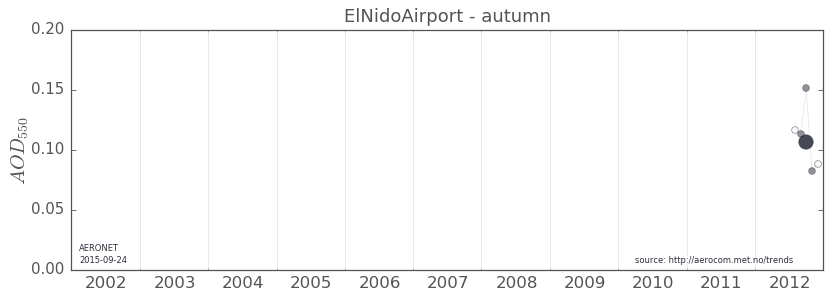 ElNidoAirport - autumn
0.20
0.15
0.10
0.05
0.00
AOD550
AERONET
2015-09-24
source: http://aerocom.met.no/trends
2002 2003 2004 2005 2006 2007 2008 2009 2010 2011 2012